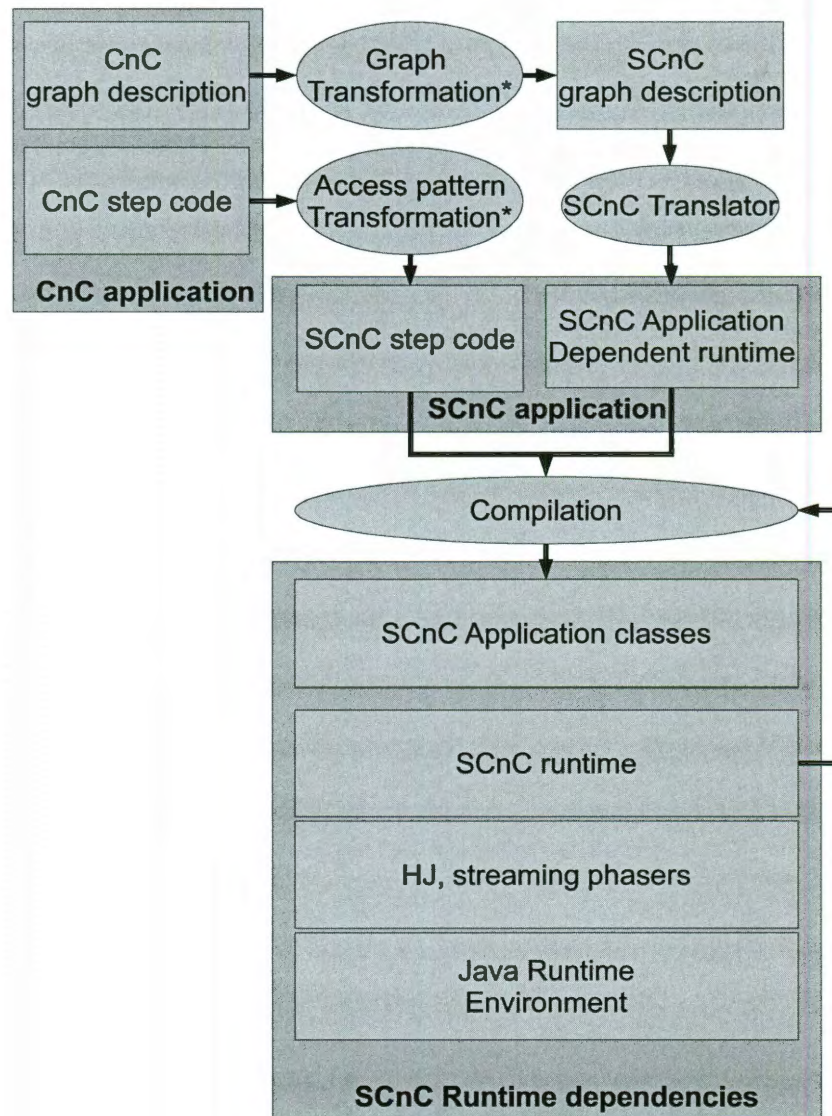 CnC
graph description
Graph
Transformation*
SCnC
graph description
CnC step code
Access pattern
Transformation*
SCnC Translator
CnC application
SCnC step code
SCnC Application
Dependent runtime
SCnC application
Compilation
SCnC Application classes
SCnC runtime
HJ, streaming phasers
Java Runtime
Environment
SCnC Runtime dependencies